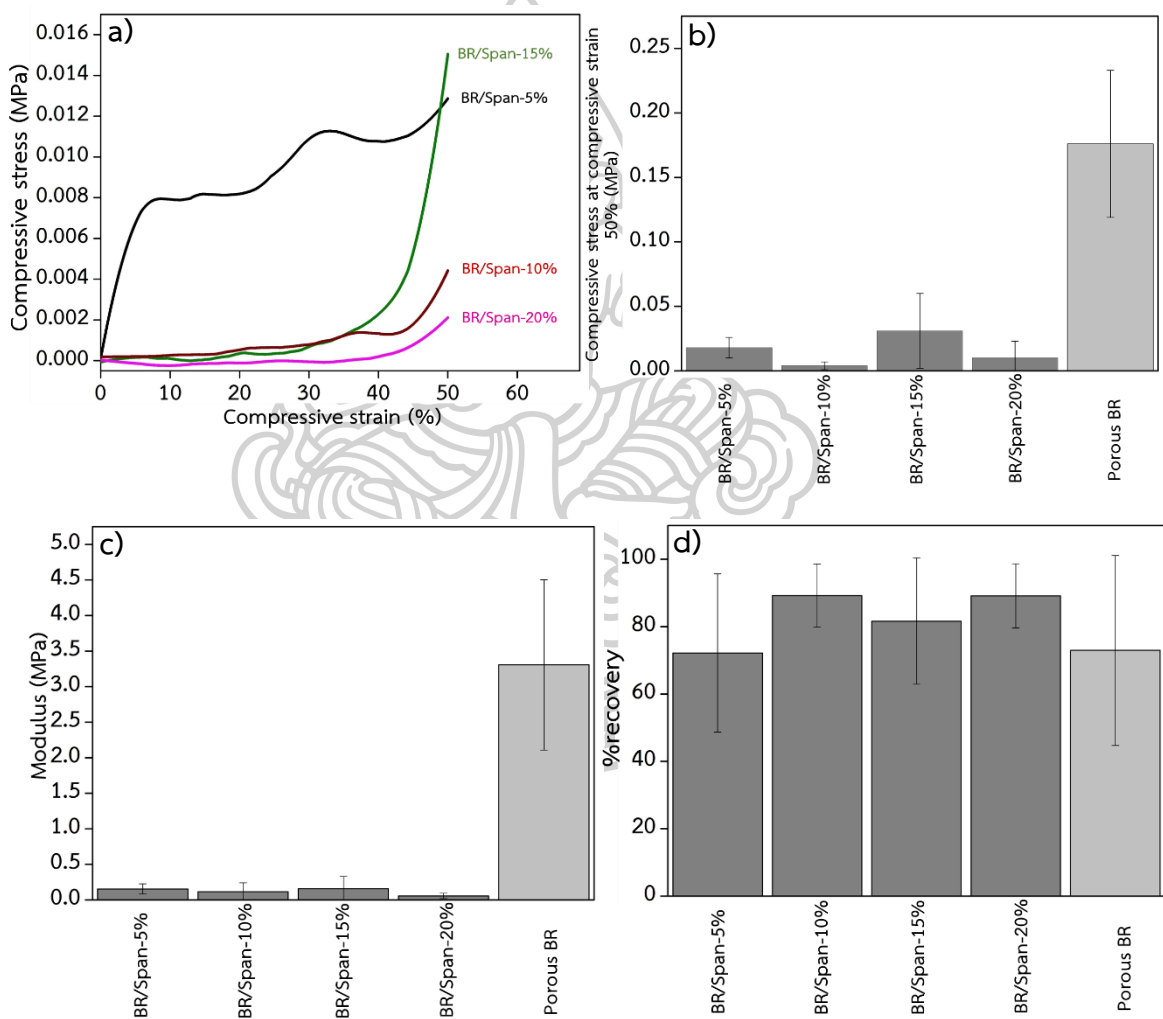 a)
Compressive stress (MPa)
0.016
0.014
0.012
0.010
0.008
0.006
0.004
0.002
0.000
BR/Span-15%
BR/Span-5%
BR/Span-10%
BR/Span-20%
0 10 20 30 40 50 60
Compressive strain (%)
b)
Compressive stress at compressive strain
50% (MPa)
0.25
0.20
0.15
0.10
0.05
0.00
BR/Span-5%
BR/Span-10%
BR/Span-15%
BR/Span-20%
Porous BR
c)
Modulus (MPa)
5.0
4.5
4.0
3.5
3.0
2.5
2.0
1.5
1.0
0.5
0.0
BR/Span-5%
BR/Span-10%
BR/Span-15%
BR/Span-20%
Porous BR
d)
%recovery
100
80
60
40
20
0
BR/Span-5%
BR/Span-10%
BR/Span-15%
BR/Span-20%
Porous BR